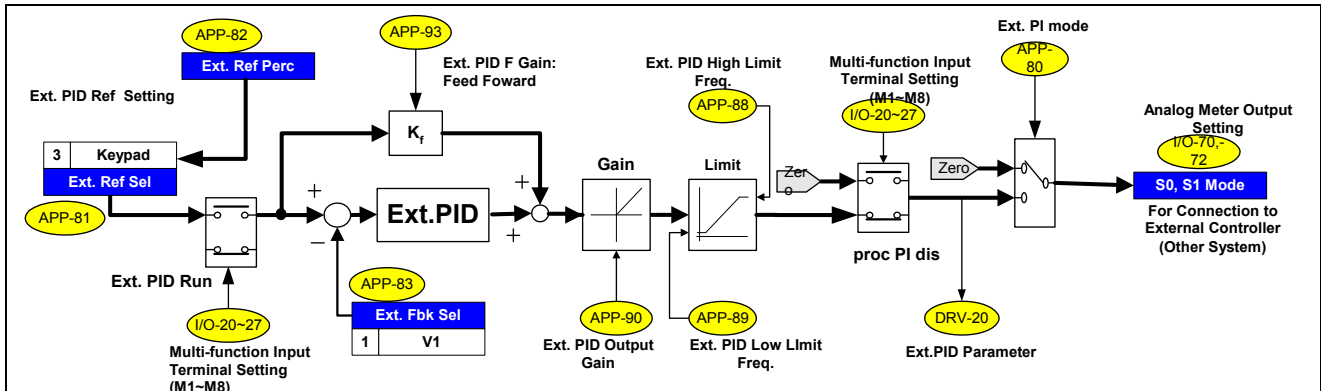 APP-82
Ext. Ref Perc
Ext. PID Ref  Setting
3 Keypad
Ext. Ref Sel
APP-81
Ext. PID Run
I/O-20~27
Multi-function Input
Terminal Setting
(M1~M8)
APP-93
Ext. PID F Gain:
Feed Foward
Kf
+
−
Ext.PID
+
+
APP-83
Ext. Fbk Sel
1 V1
Gain
APP-90
Ext. PID Output
Gain
Ext. PID High Limit
Freq.
APP-88
Limit
APP-89
Ext. PID Low LImit
Freq.
Multi-function Input
Terminal Setting
(M1~M8)
I/O-20~27
Zer
o
proc PI dis
Zero
DRV-20
Ext.PID Parameter
Ext. PI mode
APP-
80
Analog Meter Output
Setting
I/O-70,-
72
S0, S1 Mode
For Connection to
External Controller
(Other System)